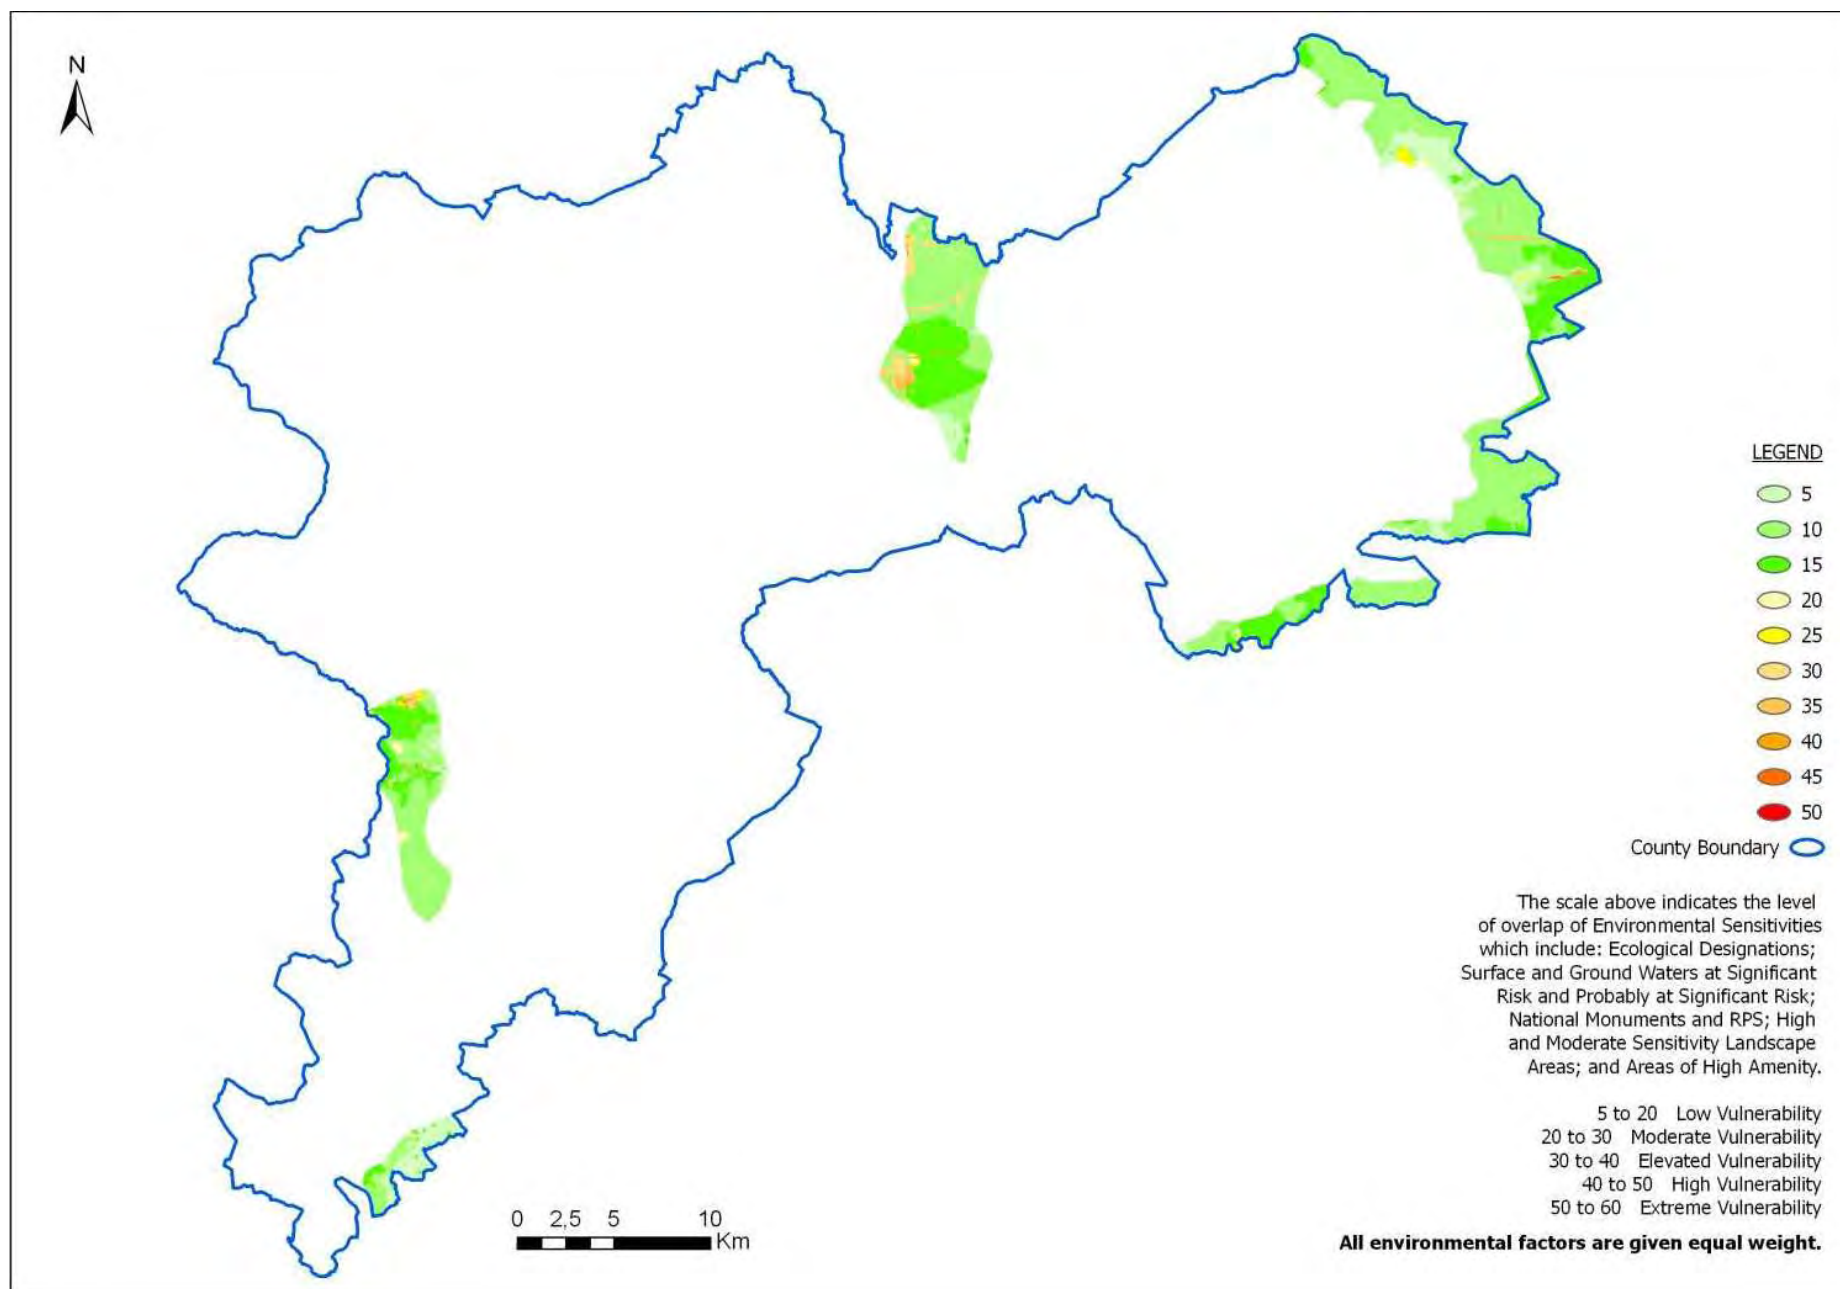 N
LEGEND
5
10
15
20
25
30
35
40
45
50
County Boundary
The scale above indicates the level
of overlap of Environmental Sensitivities
which include: Ecological Designations;
Surface and Ground Waters at Significant
Risk and Probably at Significant Risk;
National Monuments and RPS; High
and Moderate Sensitivity Landscape
Areas; and Areas of High Amenity.
5 to 20 Low Vulnerability
20 to 30 Moderate Vulnerability
30 to 40 Elevated Vulnerability
40 to 50 High Vulnerability
50 to 60 Extreme Vulnerability
All environmental factors are given equal weight.
0 2,5 5 10
Km